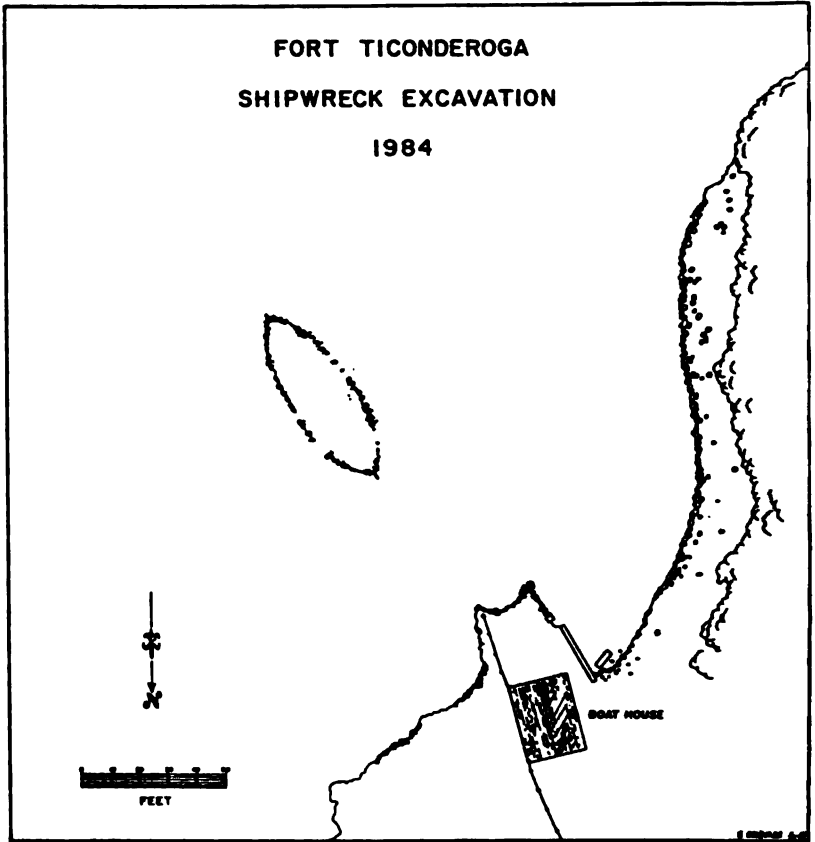 FORT TICONDEROGA
SHIPWRECK EXCAVATION
1984
N
BOAT HOUSE
FEET